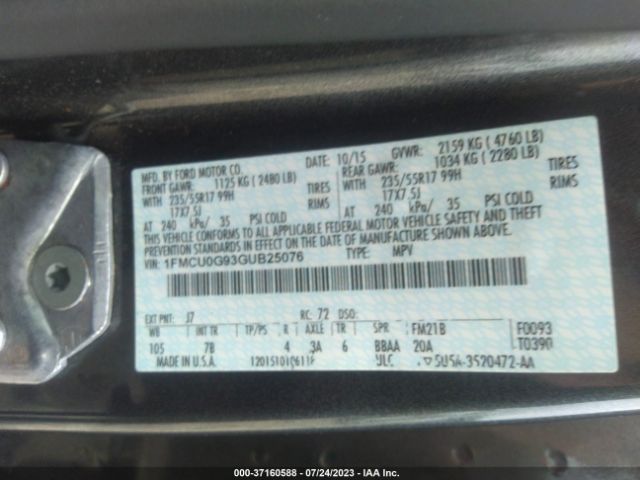 MFD. BY FORD MOTOR CO.
DATE: 10/15 GVWR: 2159 KG (4760 LB)
FRONT GAWR: 1125 KG (2480 LB) REAR GAWR: 1034 KG (2280 LB)
WITH 235/55R17 99H TIRES WITH 235/55R17 99H TIRES
17X7.5J RIMS 17X7.5J RIMS
AT 240 kPa/ 35 PSI COLD AT 240 kPa/ 35 PSI COLD
THIS VEHICLE CONFORMS TO ALL APPLICABLE FEDERAL MOTOR VEHICLE SAFETY AND THEFT
PREVENTION STANDARDS IN EFFECT ON THE DATE OF MANUFACTURE SHOWN ABOVE.
VIN: 1FMCU0G93GUB25076 TYPE: MPV
EXT PNT: J7 RC: 72 DSO:
WB INT TR TP/PS R AXLE TR SPR FM21B F0093
105 7B 4 3A 6 BBAA 20A T0390
MADE IN U.S.A. 5U5A-3520472-AA
000-37160588 - 07/24/2023 - IAA Inc.